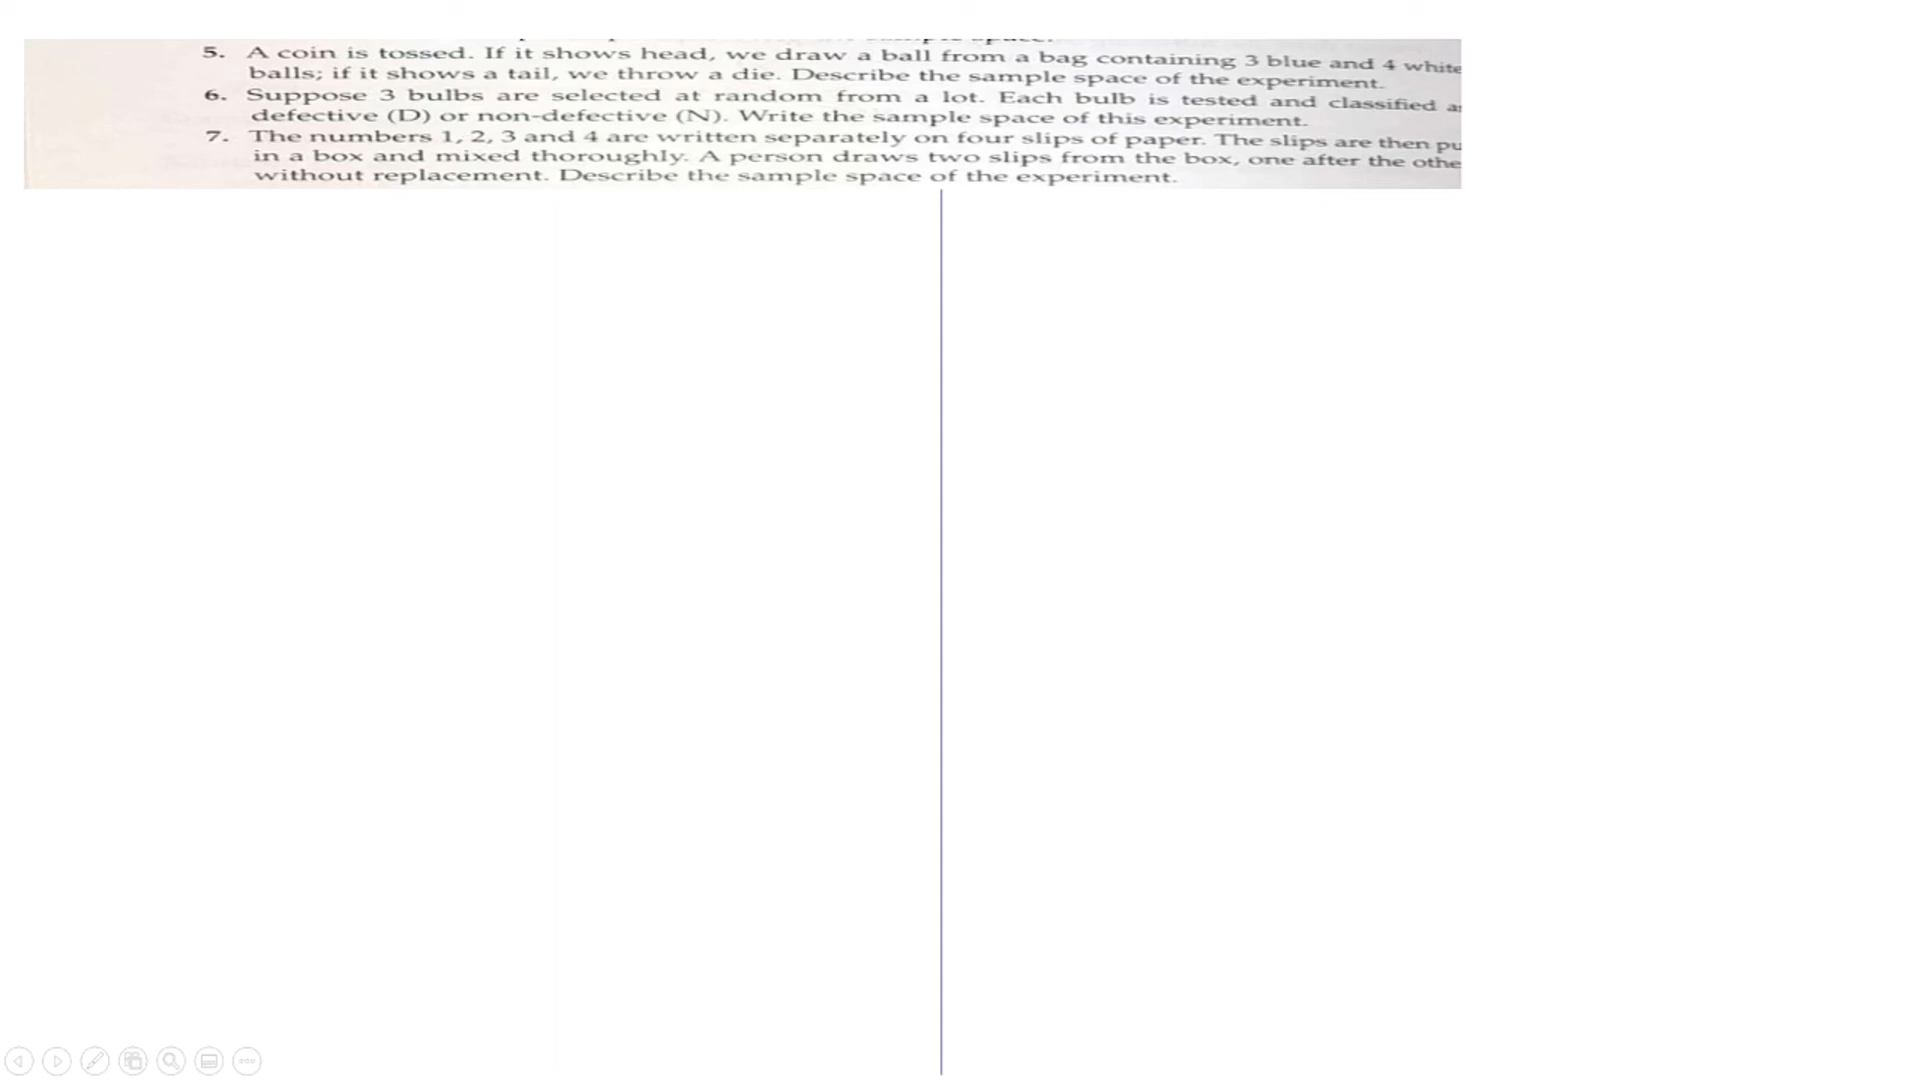 5. A coin is tossed. If it shows head, we draw a ball from a bag containing 3 blue and 4 white
balls; if it shows a tail, we throw a die. Describe the sample space of the experiment.
6. Suppose 3 bulbs are selected at random from a lot. Each bulb is tested and classified as
defective (D) or non-defective (N). Write the sample space of this experiment.
7. The numbers 1, 2, 3 and 4 are written separately on four slips of paper. The slips are then pu
in a box and mixed thoroughly. A person draws two slips from the box, one after the othe
without replacement. Describe the sample space of the experiment.